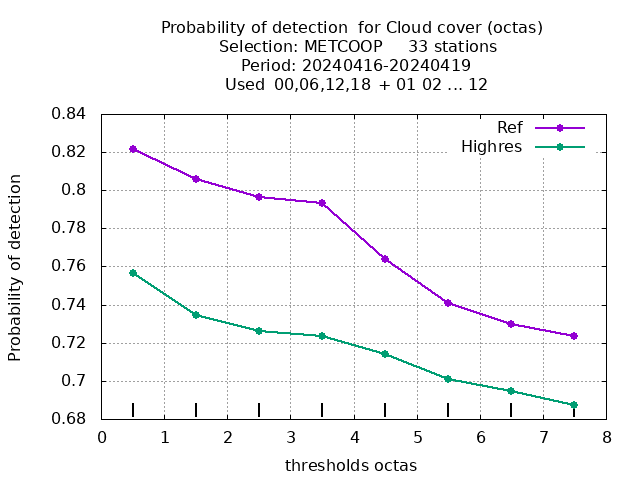 Probability of detection  for Cloud cover (octas)
Selection: METCOOP     33 stations
Period: 20240416-20240419
Used  00,06,12,18  + 01 02 ... 12
Ref
Highres
Probability of detection
0.84
0.82
0.8
0.78
0.76
0.74
0.72
0.7
0.68
0 1 2 3 4 5 6 7 8
thresholds octas